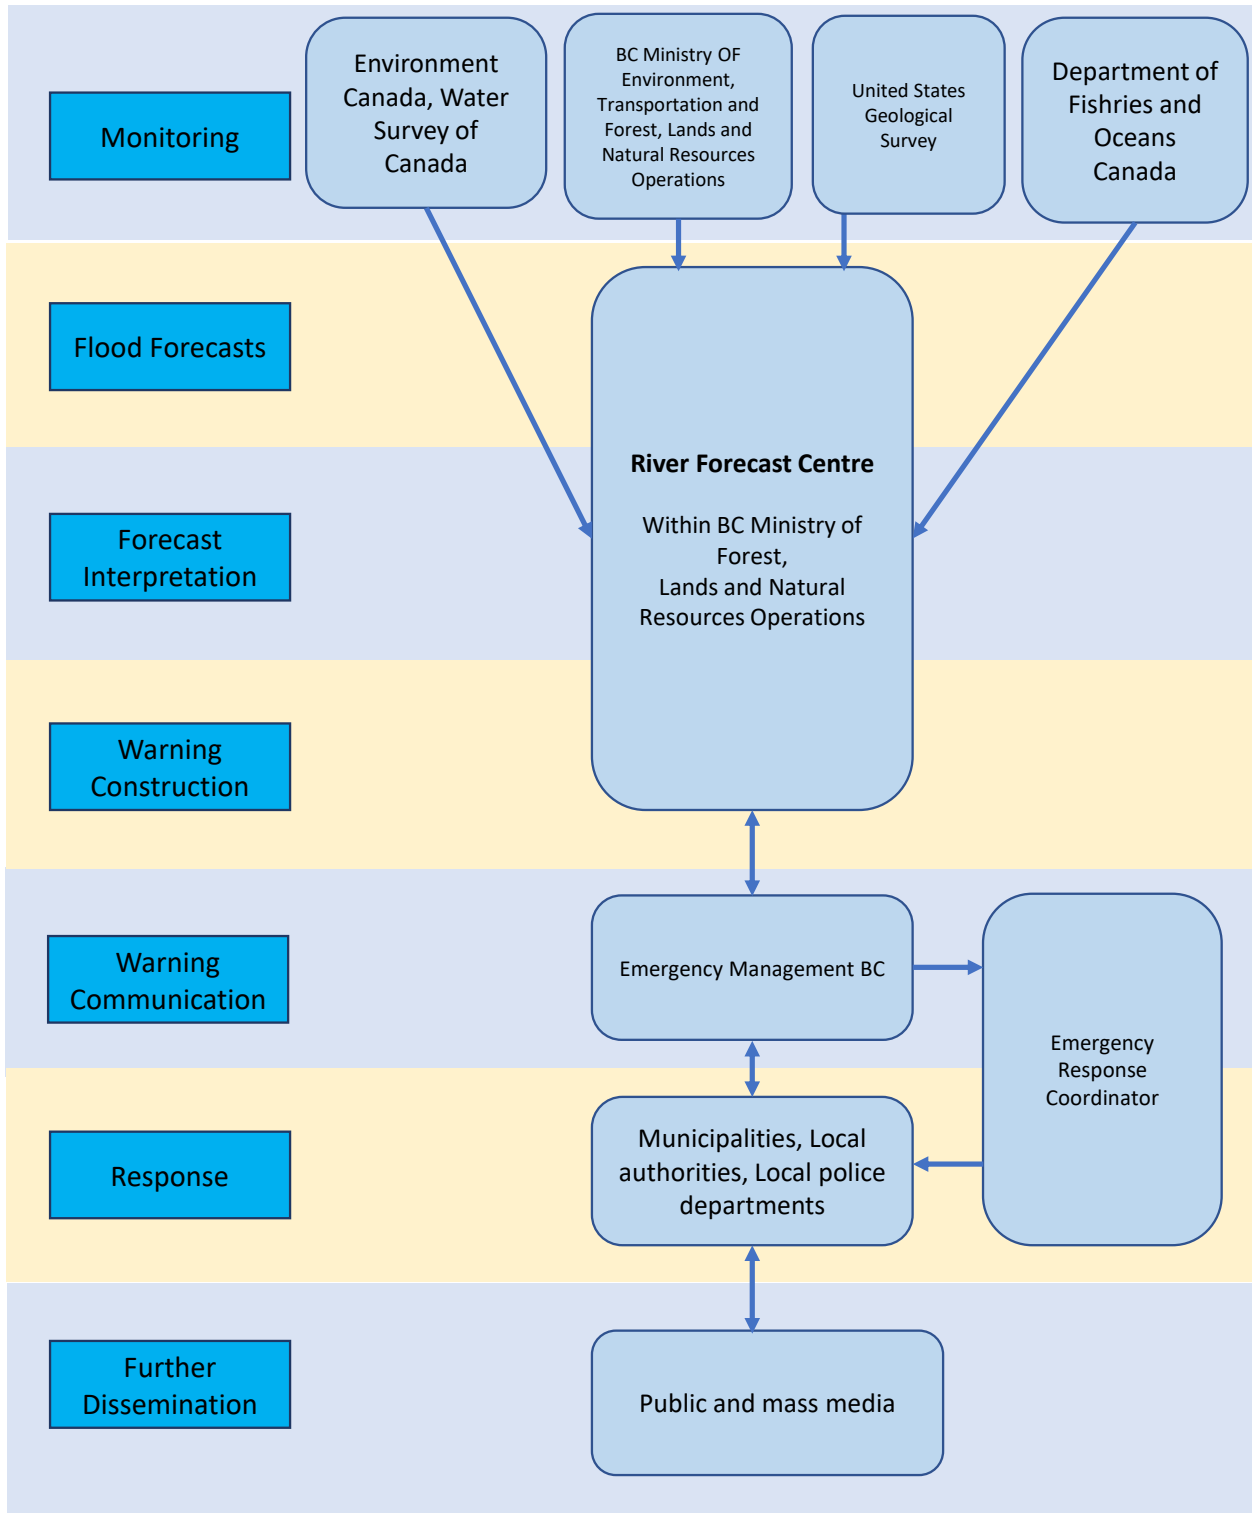 Monitoring
Environment
Canada, Water
Survey of
Canada
BC Ministry OF
Environment,
Transportation and
Forest, Lands and
Natural Resources
Operations
United States
Geological
Survey
Department of
Fishries and
Oceans
Canada
Flood Forecasts
River Forecast Centre
Within BC Ministry of
Forest,
Lands and Natural
Resources Operations
Forecast
Interpretation
Warning
Construction
Warning
Communication
Emergency Management BC
Emergency
Response
Coordinator
Response
Municipalities, Local
authorities, Local police
departments
Further
Dissemination
Public and mass media